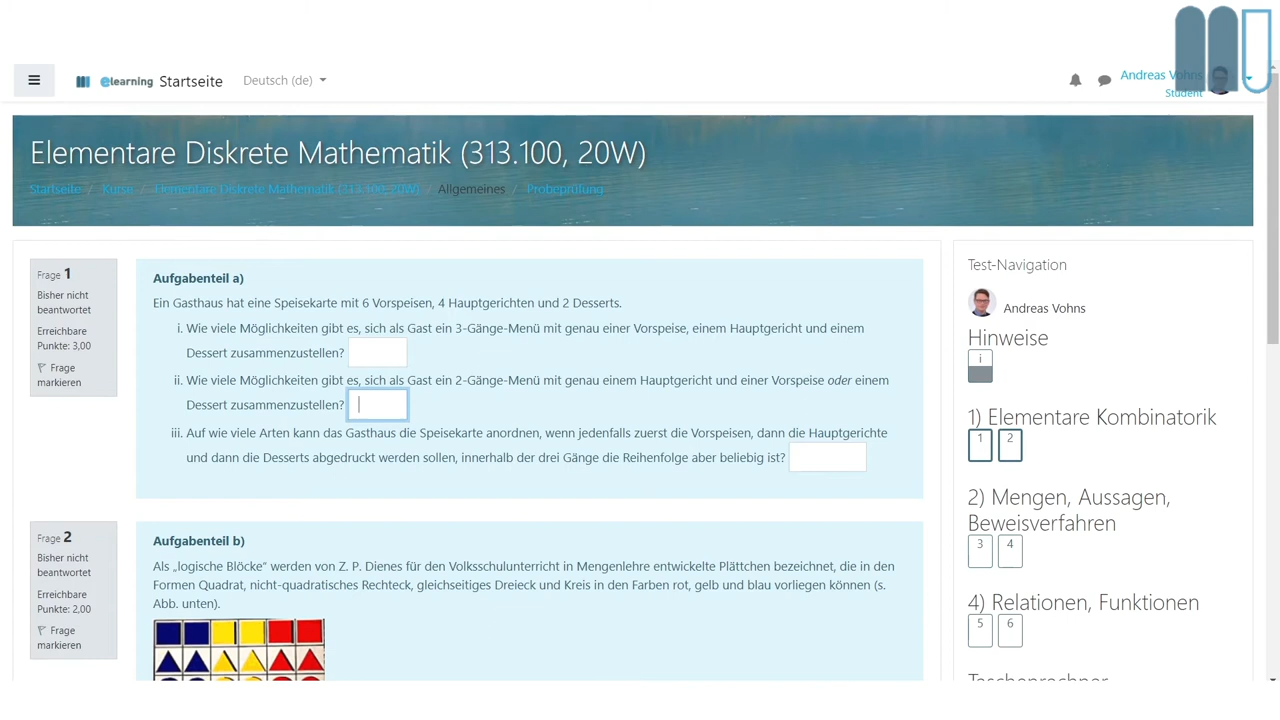 elearning Startseite Deutsch (de)
Andreas Vohns
Student
Elementare Diskrete Mathematik (313.100, 20W)
Startseite / Kurse / Elementare Diskrete Mathematik (313.100, 20W) / Allgemeines / Probeprüfung
Frage 1
Bisher nicht
beantwortet
Erreichbare
Punkte: 3,00
Frage
markieren
Aufgabenteil a)
Ein Gasthaus hat eine Speisekarte mit 6 Vorspeisen, 4 Hauptgerichten und 2 Desserts.
i. Wie viele Möglichkeiten gibt es, sich als Gast ein 3-Gänge-Menü mit genau einer Vorspeise, einem Hauptgericht und einem
Dessert zusammenzustellen?
ii. Wie viele Möglichkeiten gibt es, sich als Gast ein 2-Gänge-Menü mit genau einem Hauptgericht und einer Vorspeise oder einem
Dessert zusammenzustellen?
iii. Auf wie viele Arten kann das Gasthaus die Speisekarte anordnen, wenn jedenfalls zuerst die Vorspeisen, dann die Hauptgerichte
und dann die Desserts abgedruckt werden sollen, innerhalb der drei Gänge die Reihenfolge aber beliebig ist?
Frage 2
Bisher nicht
beantwortet
Erreichbare
Punkte: 2,00
Frage
markieren
Aufgabenteil b)
Als „logische Blöcke“ werden von Z. P. Dienes für den Volksschulunterricht in Mengenlehre entwickelte Plättchen bezeichnet, die in den
Formen Quadrat, nicht-quadratisches Rechteck, gleichseitiges Dreieck und Kreis in den Farben rot, gelb und blau vorliegen können (s.
Abb. unten).
Test-Navigation
Andreas Vohns
Hinweise
i
1) Elementare Kombinatorik
1 2
2) Mengen, Aussagen,
Beweisverfahren
3 4
4) Relationen, Funktionen
5 6
Taschenrechner